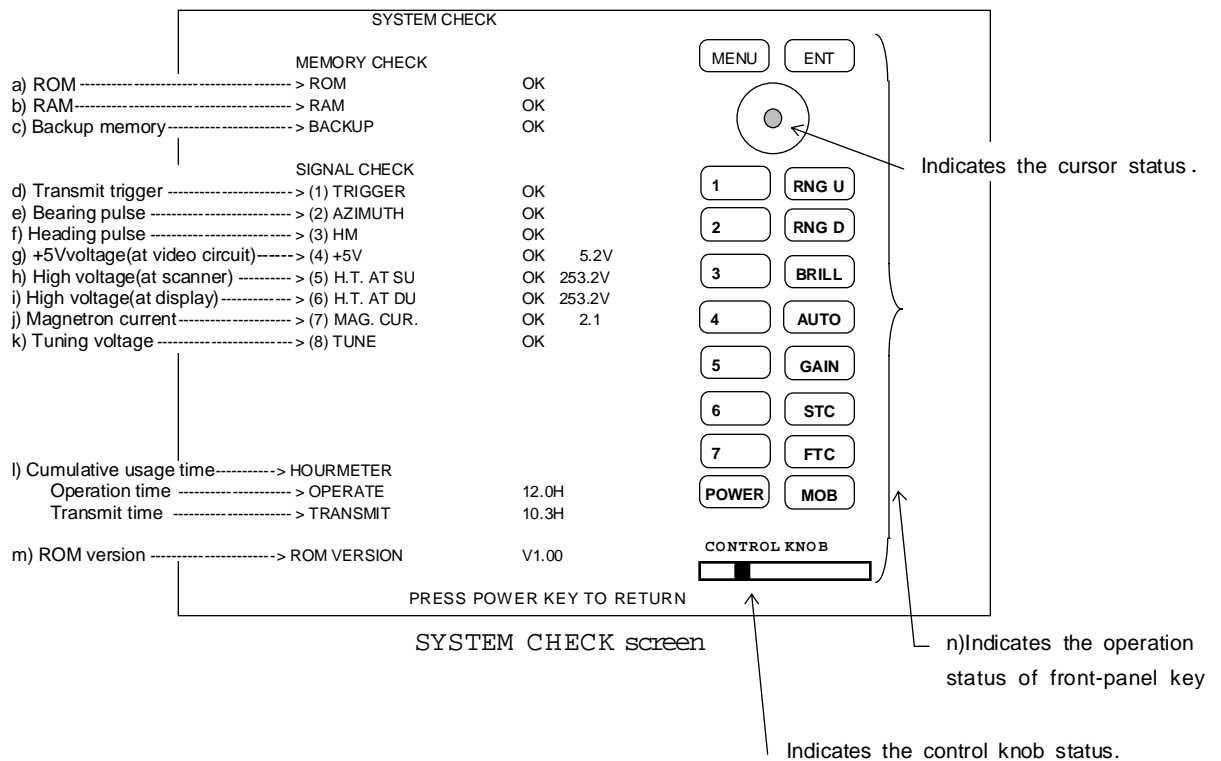 SYSTEM CHECK
MEMORY CHECK
a) ROM ------------------------------------- > ROM OK
b) RAM------------------------------------- > RAM OK
c) Backup memory---------------------- > BACKUP OK
SIGNAL CHECK
d) Transmit trigger ---------------------- > (1) TRIGGER OK
e) Bearing pulse ------------------------- > (2) AZIMUTH OK
f) Heading pulse ------------------------- > (3) HM OK
g) +5Vvoltage(at video circuit)------ > (4) +5V OK 5.2V
h) High voltage(at scanner) ---------- > (5) H.T. AT SU OK 253.2V
i) High voltage(at display)------------- > (6) H.T. AT DU OK 253.2V
j) Magnetron current-------------------- > (7) MAG. CUR. OK 2.1
k) Tuning voltage ------------------------ > (8) TUNE OK
l) Cumulative usage time-----------> HOURMETER
Operation time -------------------- > OPERATE 12.0H
Transmit time -------------------- > TRANSMIT 10.3H
m) ROM version ----------------------> ROM VERSION V1.00
PRESS POWER KEY TO RETURN
MENU ENT
1 RNG U
2 RNG D
3 BRILL
4 AUTO
5 GAIN
6 STC
7 FTC
POWER MOB
CONTROL KNOB
Indicates the cursor status.
SYSTEM CHECK screen
n)Indicates the operation
status of front-panel key
Indicates the control knob status.